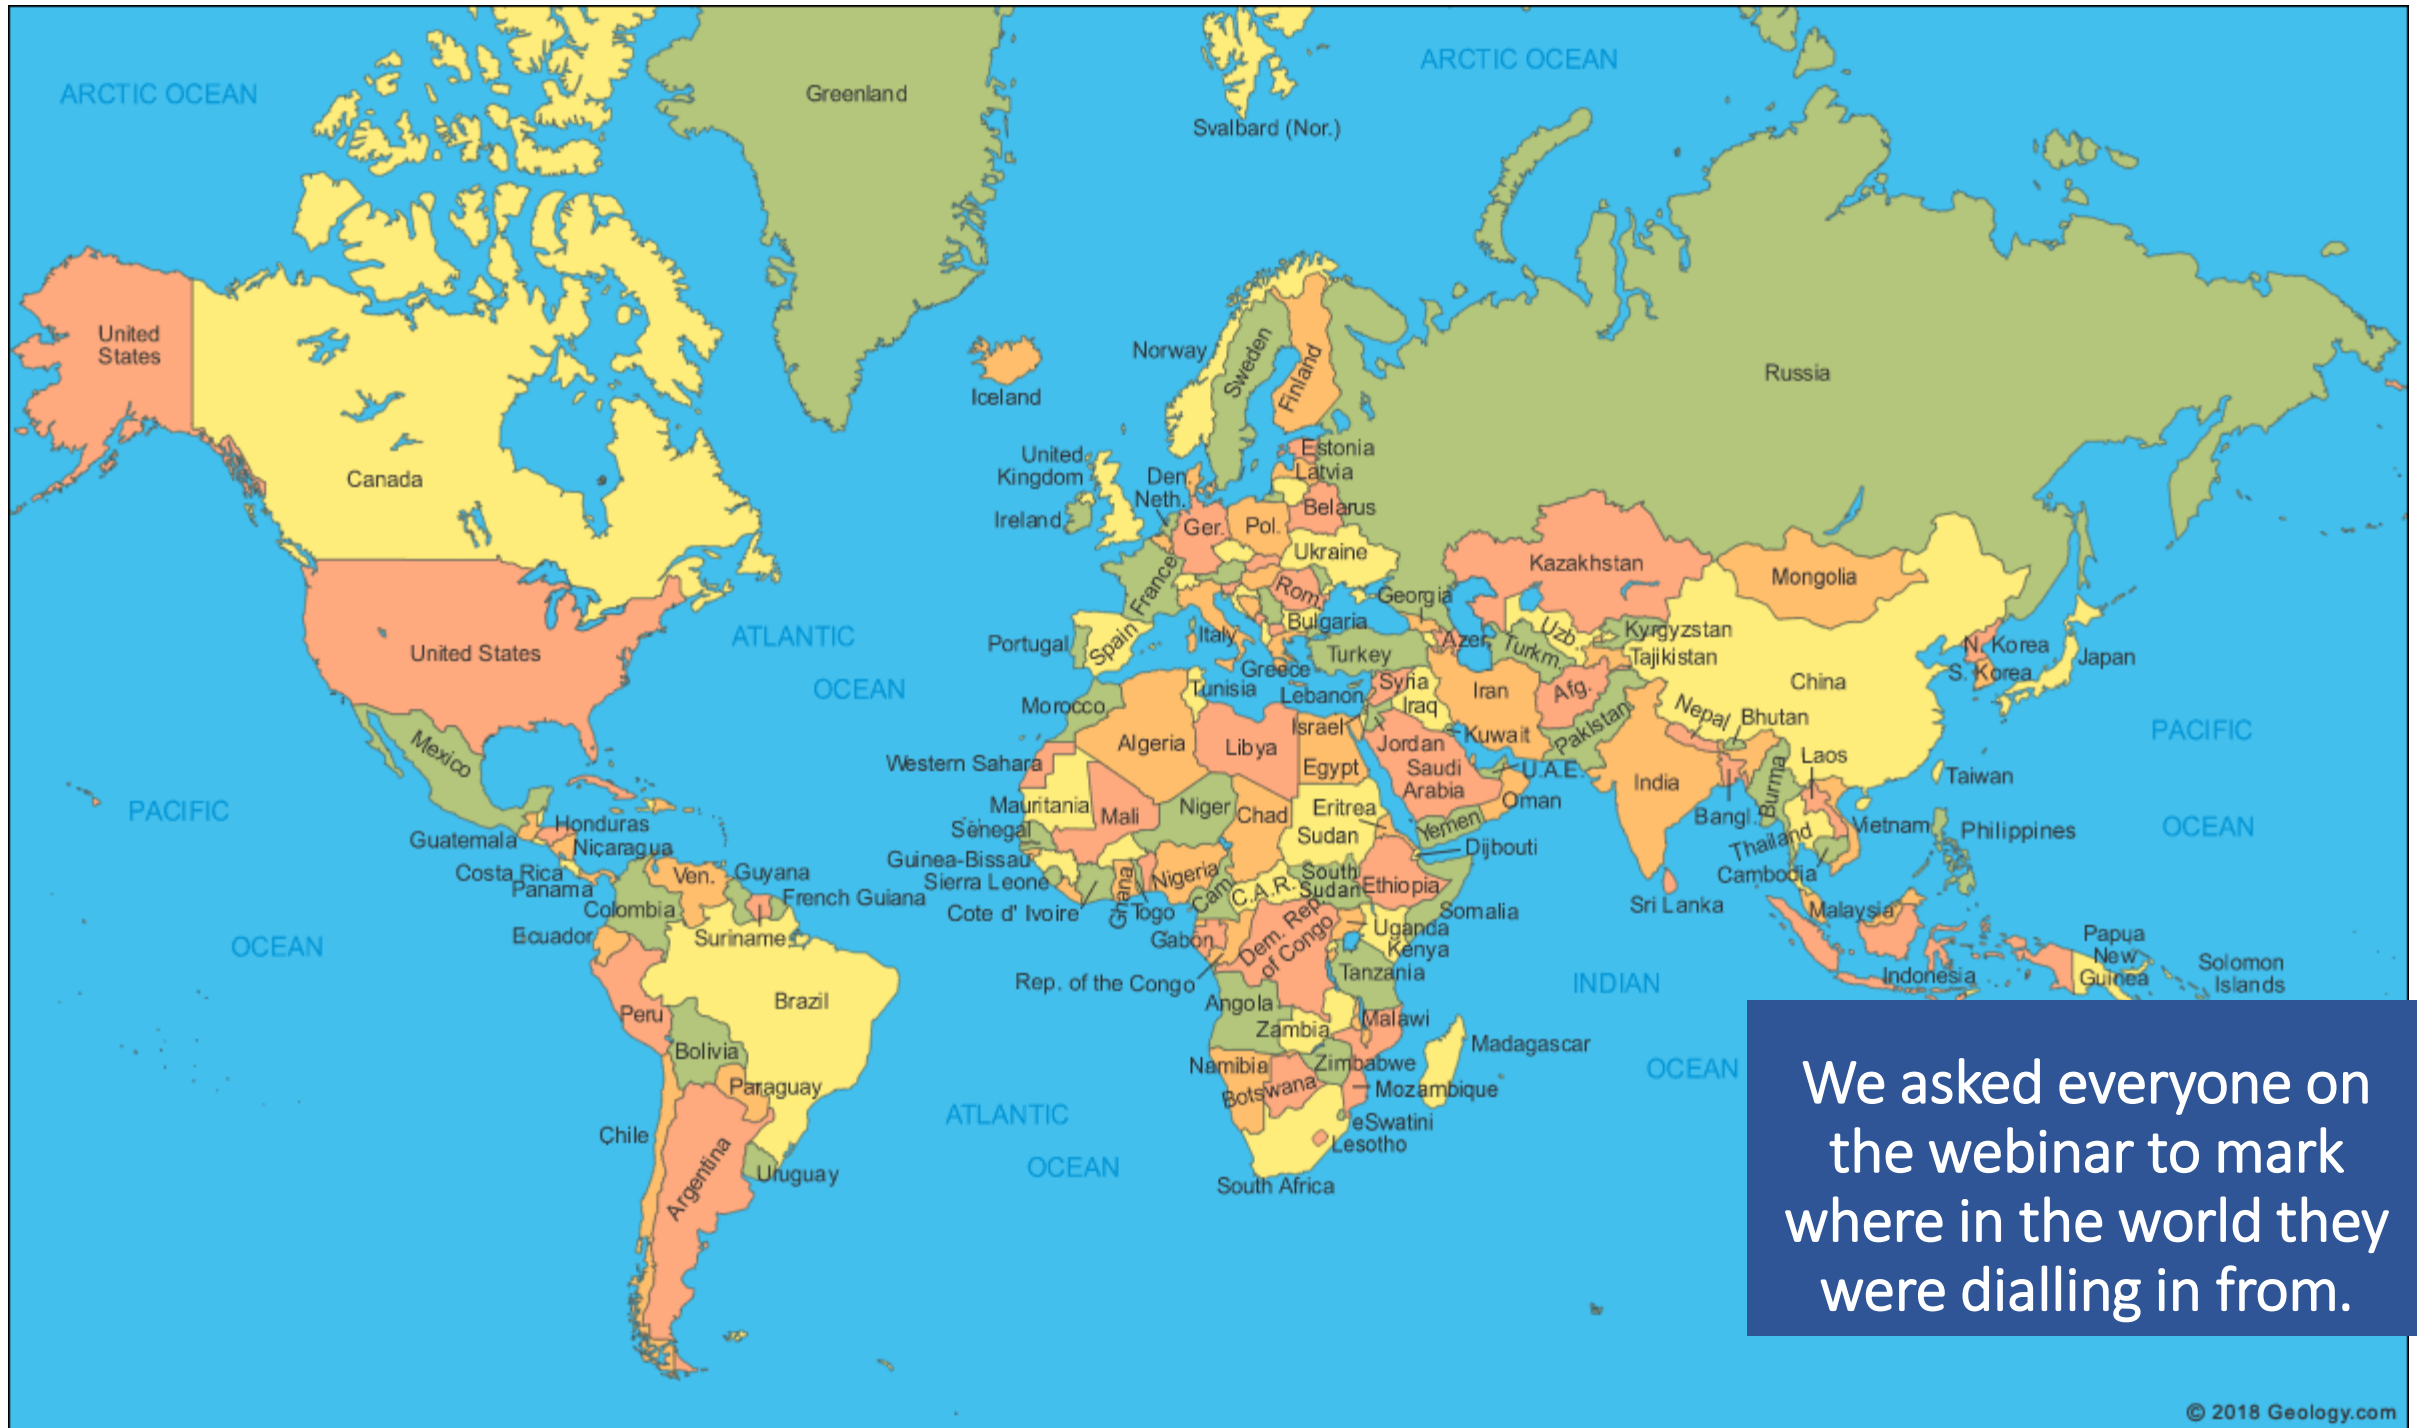 ARCTIC OCEAN
ARCTIC OCEAN
Greenland
Svalbard (Nor.)
United
States
Canada
Iceland
Norway
Sweden
Finland
Russia
Estonia
Latvia
United
Kingdom
Den.
Neth.
Belarus
Ireland
Ger.
Pol.
Ukraine
Kazakhstan
Mongolia
France
Rom.
Georgia
Bulgaria
Uzb.
Kyrgyzstan
United States
ATLANTIC
OCEAN
Portugal
Spain
Italy
Greece
Turkey
Azer.
Turkm.
Tajikistan
China
N. Korea
S. Korea
Japan
Morocco
Tunisia
Lebanon
Syria
Iraq
Iran
Afg.
Nepal
Bhutan
Mexico
Western Sahara
Algeria
Libya
Israel
Egypt
Jordan
Kuwait
Saudi
Arabia
U.A.E.
Pakistan
India
Laos
Taiwan
PACIFIC
OCEAN
PACIFIC
OCEAN
Guatemala
Honduras
Nicaragua
Costa Rica
Panama
Mauritania
Mali
Niger
Chad
Eritrea
Sudan
Oman
Yemen
Djibouti
Bangl.
Burma
Thailand
Vietnam
Cambodia
Philippines
Senegal
Guinea-Bissau
Sierra Leone
Cote d' Ivoire
Ghana
Togo
Nigeria
Cam.
C.A.R.
South
Sudan
Ethiopia
Somalia
Sri Lanka
Malaysia
Ven.
Guyana
French Guiana
Colombia
Suriname
Ecuador
Gabon
Rep. of the Congo
Dem. Rep.
of Congo
Uganda
Kenya
Tanzania
INDIAN
OCEAN
Indonesia
Papua
New
Guinea
Solomon
Islands
Peru
Brazil
Bolivia
Paraguay
Chile
Argentina
Uruguay
ATLANTIC
OCEAN
Angola
Zambia
Malawi
Namibia
Botswana
Zimbabwe
Mozambique
Madagascar
eSwatini
Lesotho
South Africa
We asked everyone on
the webinar to mark
where in the world they
were dialling in from.
© 2018 Geology.com